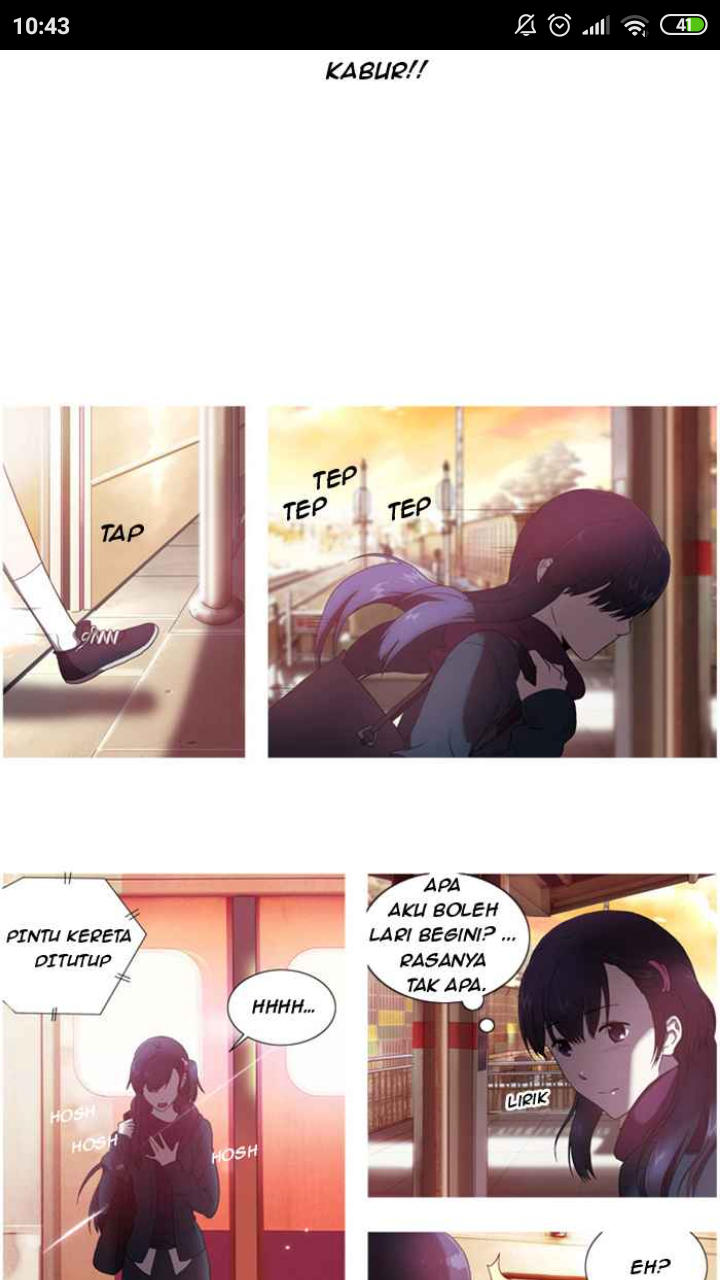 10:43
41
KABUR!!
TAP
TEP
TEP
TEP
PINTU KERETA
DITUTUP
HHHH...
HOSH
HOSH
HOSH
APA
AKU BOLEH
LARI BEGINI? ...
RASANYA
TAK APA.
LIRIK
EH?